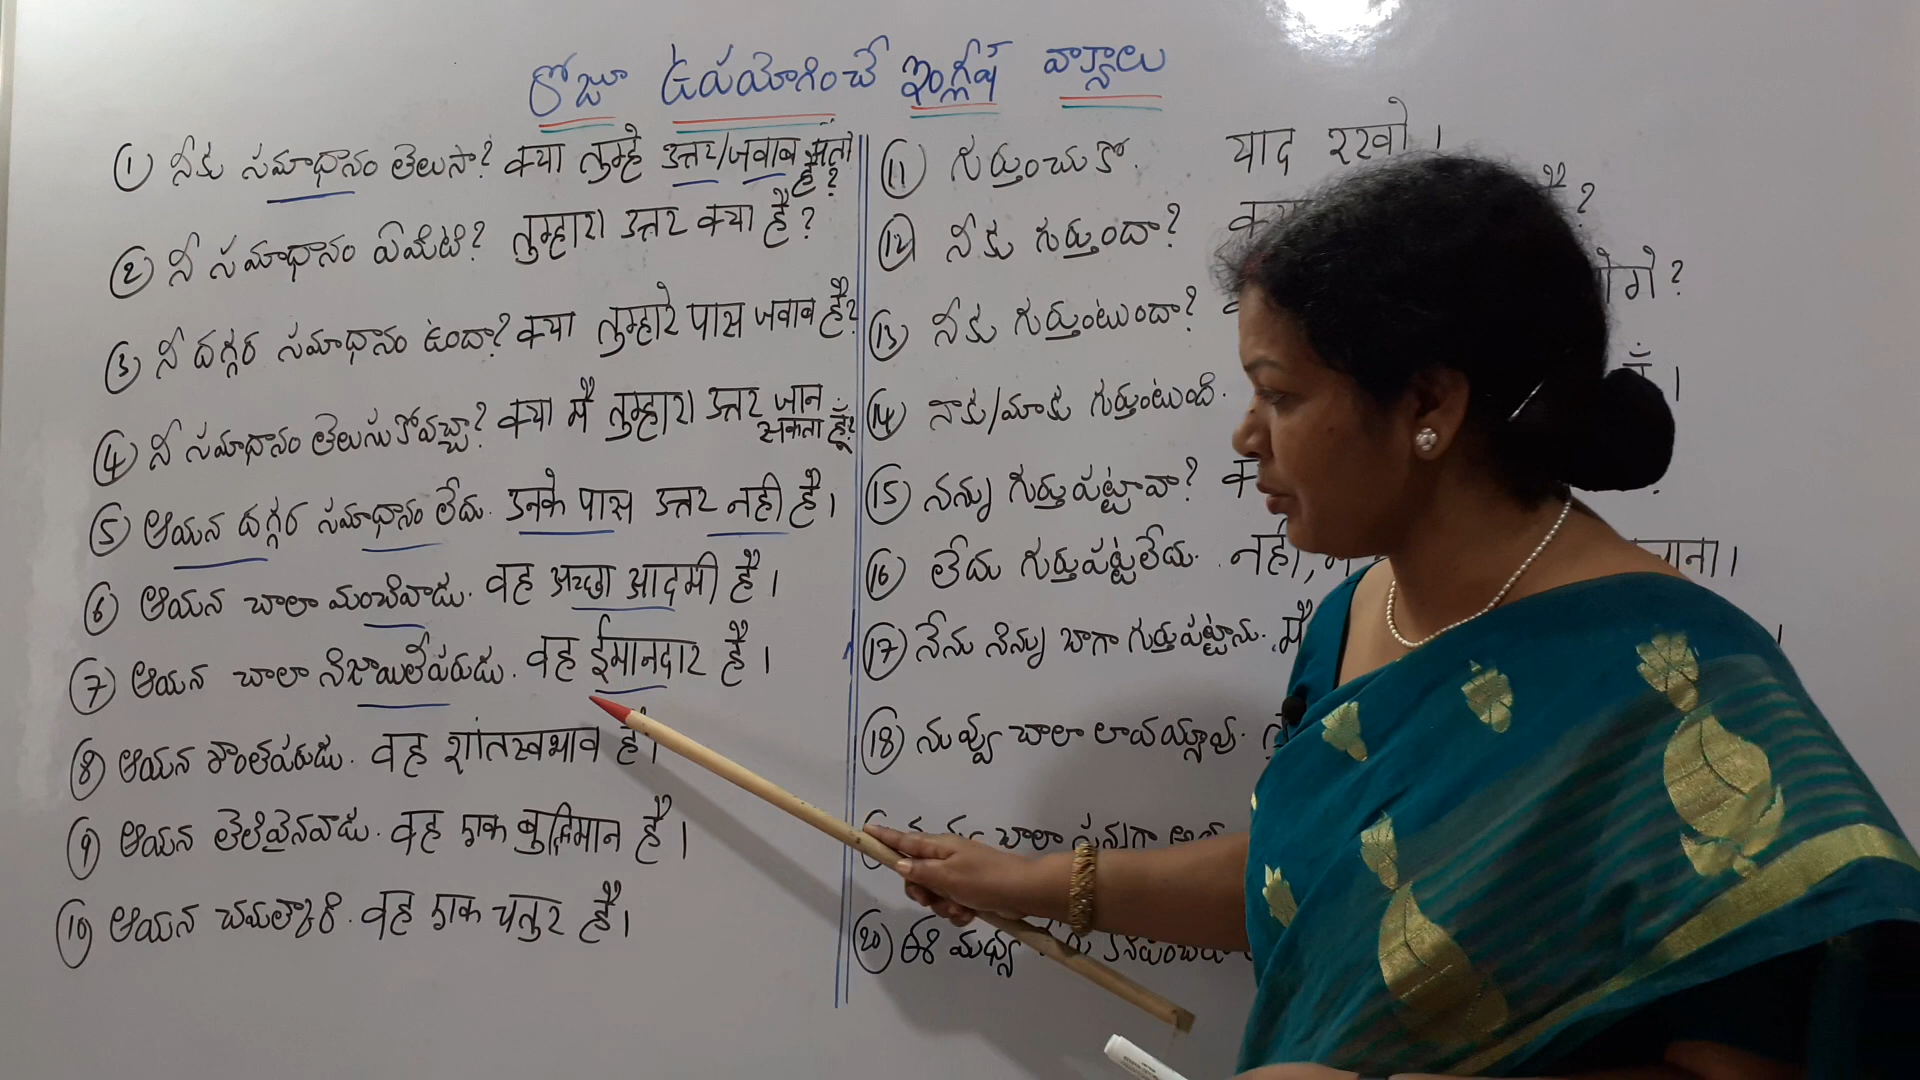 రోజూ ఉపయోగించే ఇంగ్లీష్ వాక్యాలు
① నీకు సమాధానం తెలుసా? क्या तुम्हे उत्तर/जवाब
है?
② నీ సమాధానం ఏమిటి? तुम्हारा उत्तर क्या है?
③ నీ దగ్గర సమాధానం ఉందా? क्या तुम्हारे पास जवाब है?
④ నీ సమాధానం తెలుసుకోవచ్చా? क्या मैं तुम्हारा उत्तर जान
सकता हूँ?
⑤ ఆయన దగ్గర సమాధానం లేదు. उनके पास उत्तर नही है।
⑥ ఆయన చాలా మంచివాడు. वह अच्छा आदमी है।
⑦ ఆయన చాలా నిజాయితీపరుడు. वह ईमानदार है।
⑧ ఆయన శాంతపరుడు. वह शांतस्वभाव है।
⑨ ఆయన తెలివైనవాడు. वह एक बुद्धिमान है।
⑩ ఆయన చమత్కారి. वह एक चतुर है।
⑪ గుర్తుంచుకో. याद रखो।
⑫ నీకు గుర్తుందా? ?
⑬ నీకు గుర్తుంటుందా? ?
⑭ నాకు/మాకు గుర్తుంటుంది.
⑮ నన్ను గుర్తుపట్టావా?
⑯ లేదు గుర్తుపట్టలేదు. नही,
⑰ నేను నిన్ను బాగా గుర్తుపట్టాను. मैं
⑱ నువ్వు చాలా లావయ్యావు.
చాలా
⑳ ఈ మధ్య